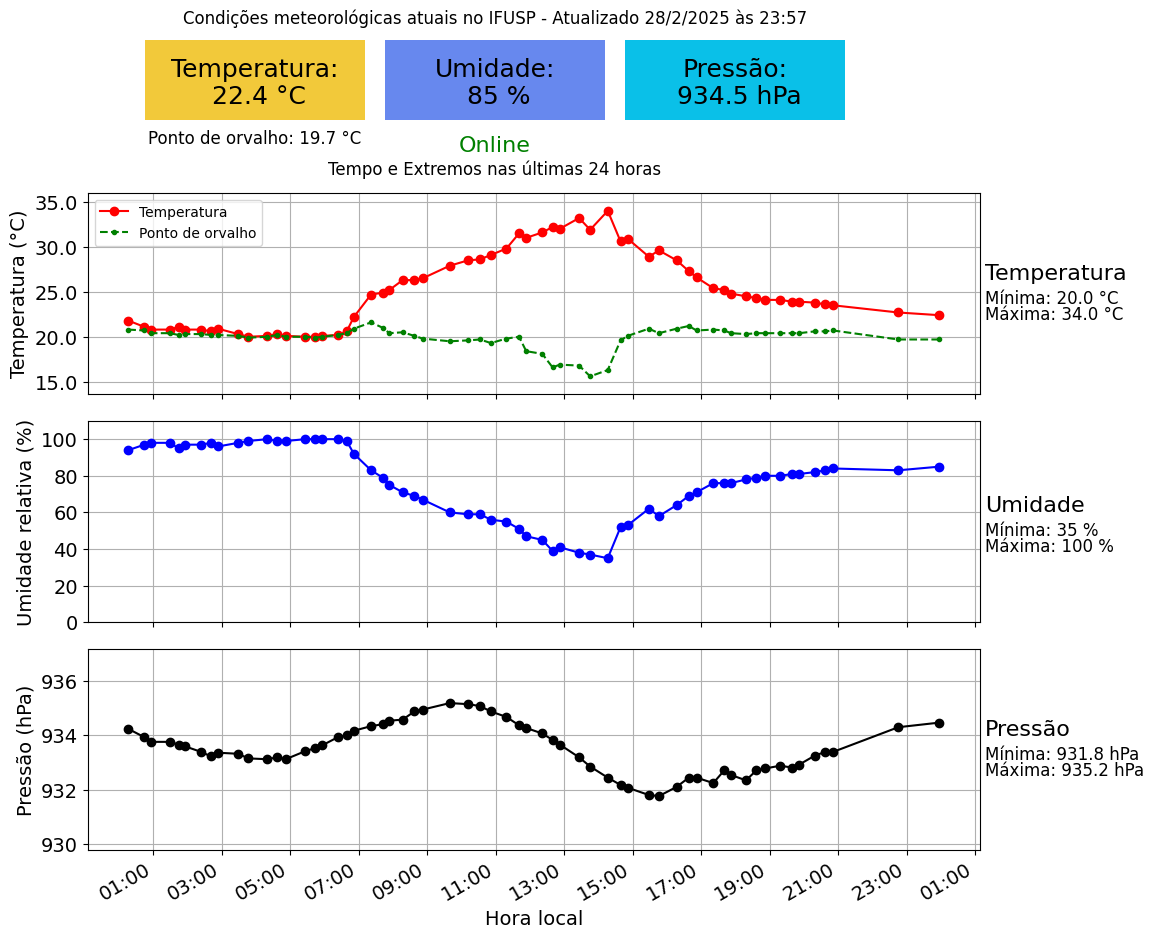 Condições meteorológicas atuais no IFUSP - Atualizado 28/2/2025 às 23:57
Temperatura:
22.4 °C
Umidade:
85 %
Pressão:
934.5 hPa
Ponto de orvalho: 19.7 °C
Online
Tempo e Extremos nas últimas 24 horas
Temperatura (°C)
35.0
30.0
25.0
20.0
15.0
Temperatura
Ponto de orvalho
Temperatura
Mínima: 20.0 °C
Máxima: 34.0 °C
Umidade relativa (%)
100
80
60
40
20
0
Umidade
Mínima: 35 %
Máxima: 100 %
Pressão (hPa)
936
934
932
930
Pressão
Mínima: 931.8 hPa
Máxima: 935.2 hPa
01:00 03:00 05:00 07:00 09:00 11:00 13:00 15:00 17:00 19:00 21:00 23:00 01:00
Hora local